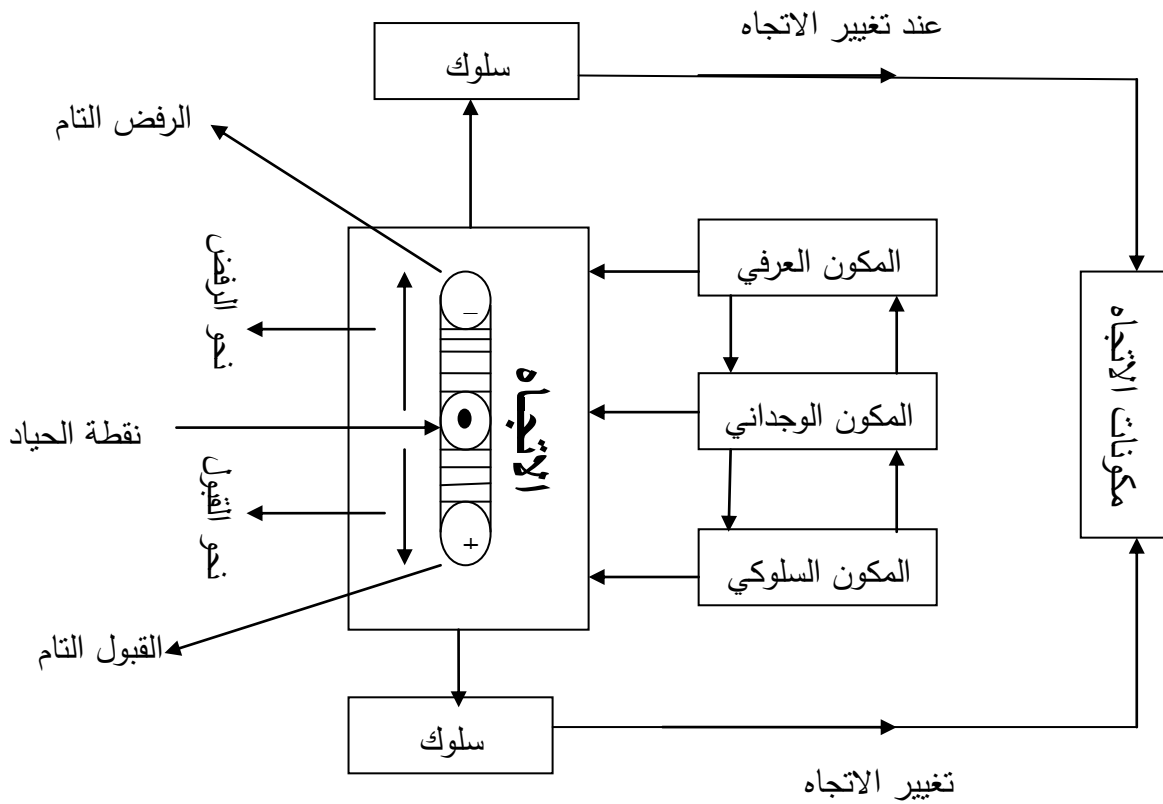 عند تغيير الاتجاه
سلوك
الرفض التام
المكون العرفي
نحو الرفض
_
مكونات الاتجاه
الاتجاه
المكون الوجداني
نقطة الحياد
نحو القبول
+
المكون السلوكي
القبول التام
سلوك
تغيير الاتجاه